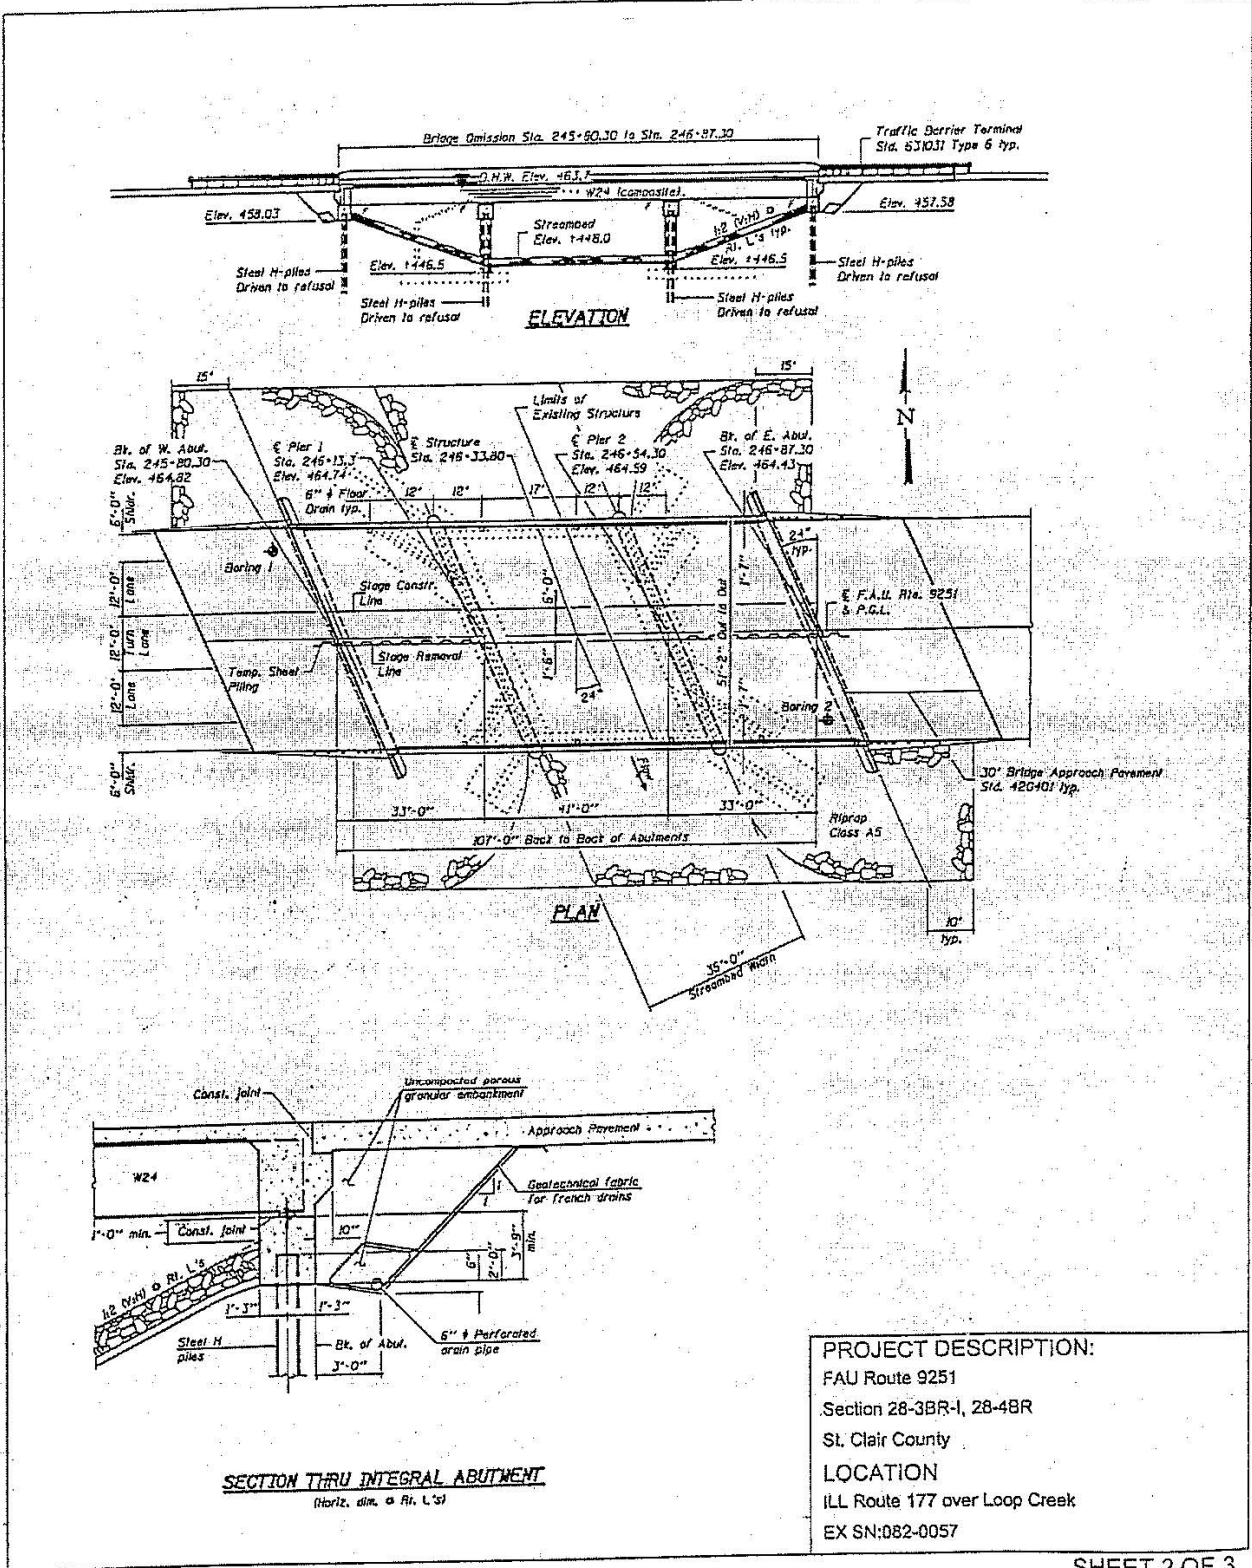 Bridge Omission Sta. 245+80.30 to Sta. 246+87.30
Traffic Barrier Terminal
Std. 631031 Type 6 typ.
O.H.W. Elev. 463.7
W24 (composite)
Elev. 458.03
Elev. 457.58
Streambed
Elev. ±448.0
1:2 (V:H) @
Rt. L's typ.
Elev. ±446.5
Elev. ±446.5
Steel H-piles
Driven to refusal
Steel H-piles
Driven to refusal
Steel H-piles
Driven to refusal
Steel H-piles
Driven to refusal
ELEVATION
15'
15'
N
Limits of
Existing Structure
Bk. of W. Abut.
Sta. 245+80.30
Elev. 464.82
℄ Pier 1
Sta. 246+13.3
Elev. 464.74
℄ Structure
Sta. 246+33.80
℄ Pier 2
Sta. 246+54.30
Elev. 464.59
Bk. of E. Abut.
Sta. 246+87.30
Elev. 464.43
6" ϕ Floor
Drain typ.
12'
12'
17'
12'
12'
6'-0"
Shldr.
24°
typ.
1'-7"
Boring 1
12'-0"
Lane
Stage Constr.
Line
6'-0"
℄ F.A.U. Rte. 9251
& P.G.L.
12'-0"
Turn
Lane
Temp. Sheet
Piling
Stage Removal
Line
1'-6"
24°
51'-2" Out to Out
12'-0"
Lane
1'-7"
Boring 2
6'-0"
Shldr.
Flow
30' Bridge Approach Pavement
Std. 420401 typ.
33'-0"
41'-0"
33'-0"
107'-0" Back to Back of Abutments
Riprap
Class A5
PLAN
10'
typ.
35'-0"
Streambed Width
Const. joint
Uncompacted porous
granular embankment
Approach Pavement
W24
Geotechnical fabric
for french drains
1
1
1'-0" min.
Const. joint
10"
6"
2'-0"
3'-9"
min.
1:2 (V:H) @ Rt. L's
1'-3"
1'-3"
Steel H
piles
Bk. of Abut.
3'-0"
6" ϕ Perforated
drain pipe
SECTION THRU INTEGRAL ABUTMENT
(Horiz. dim. @ Rt. L's)
PROJECT DESCRIPTION:
FAU Route 9251
Section 28-3BR-I, 28-4BR
St. Clair County
LOCATION
ILL Route 177 over Loop Creek
EX SN:082-0057
SHEET 2 OF 3